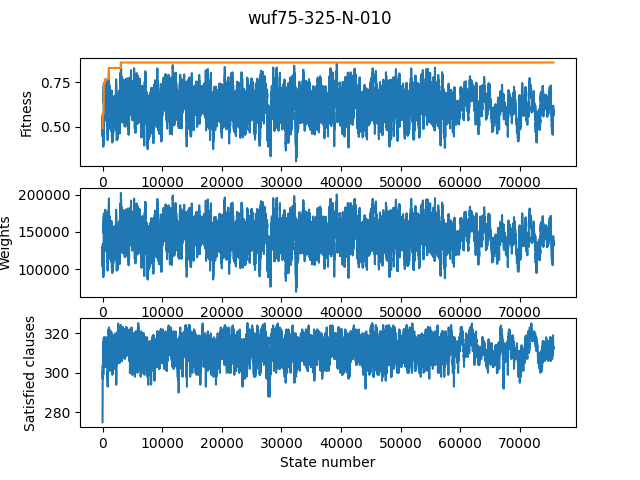 wuf75-325-N-010
0.75
0.50
Fitness
0 10000 20000 30000 40000 50000 60000 70000
200000
150000
100000
Weights
0 10000 20000 30000 40000 50000 60000 70000
320
300
280
Satisfied clauses
0 10000 20000 30000 40000 50000 60000 70000
State number